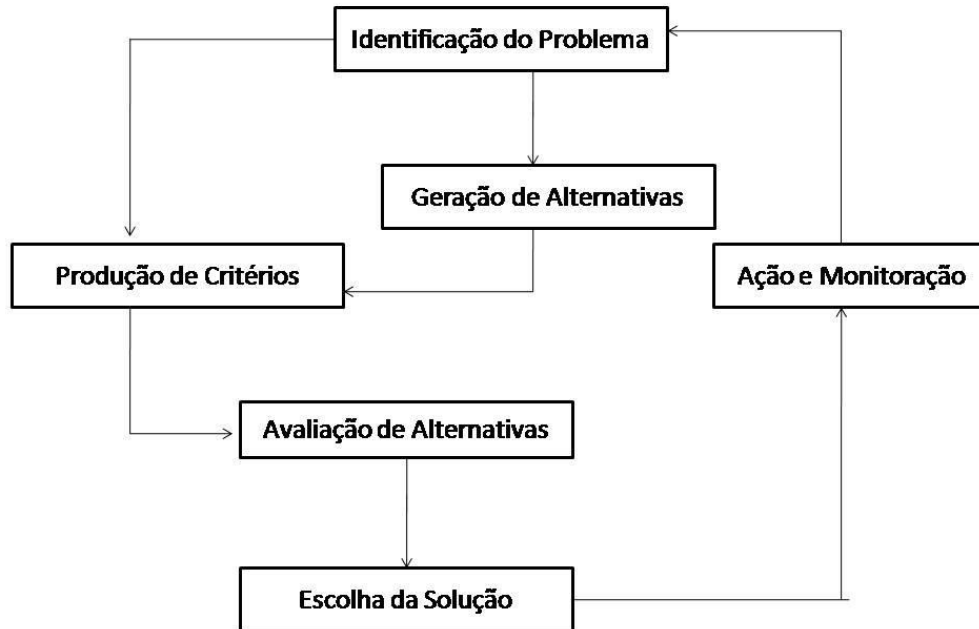 Identificação do Problema
Geração de Alternativas
Produção de Critérios
Ação e Monitoração
Avaliação de Alternativas
Escolha da Solução